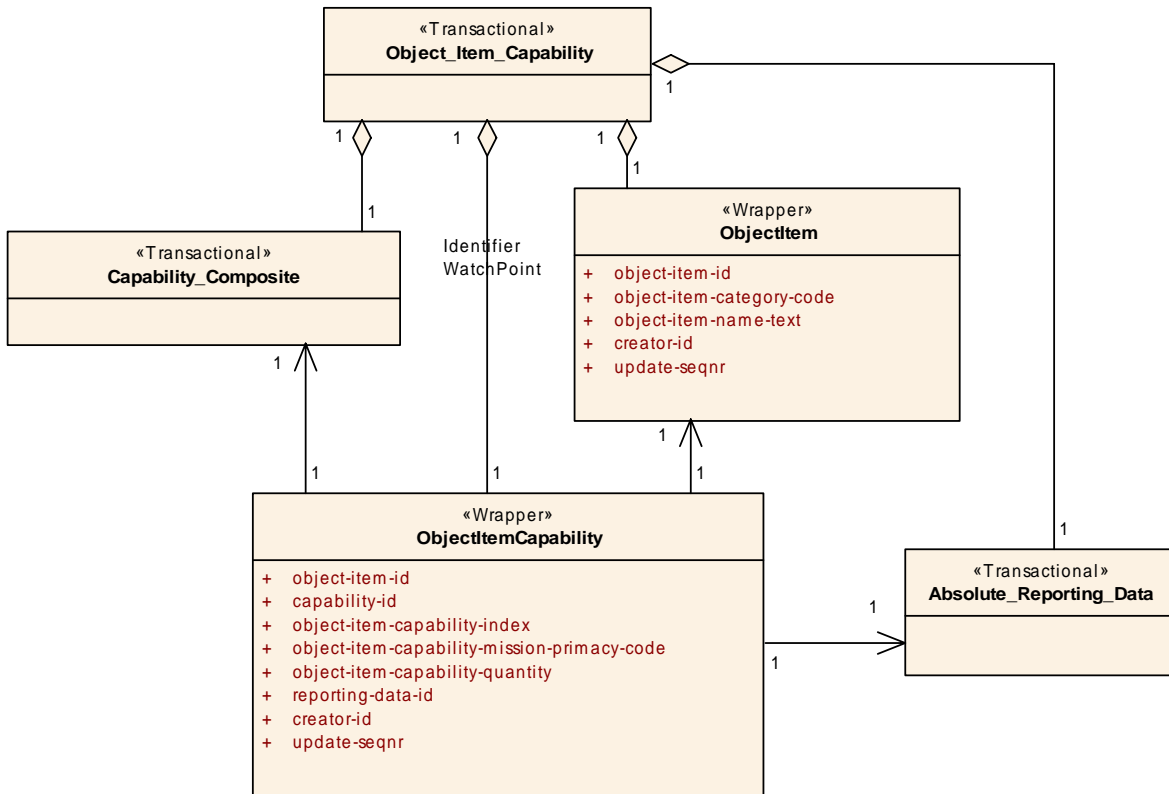 «Transactional»
Object_Item_Capability
1
1
1
1
1
1
«Wrapper»
ObjectItem
+ object-item-id
+ object-item-category-code
+ object-item-name-text
+ creator-id
+ update-seqnr
«Transactional»
Capability_Composite
Identifier
WatchPoint
1
1
1
1
1
1
«Wrapper»
ObjectItemCapability
+ object-item-id
+ capability-id
+ object-item-capability-index
+ object-item-capability-mission-primacy-code
+ object-item-capability-quantity
+ reporting-data-id
+ creator-id
+ update-seqnr
«Transactional»
Absolute_Reporting_Data
1
1